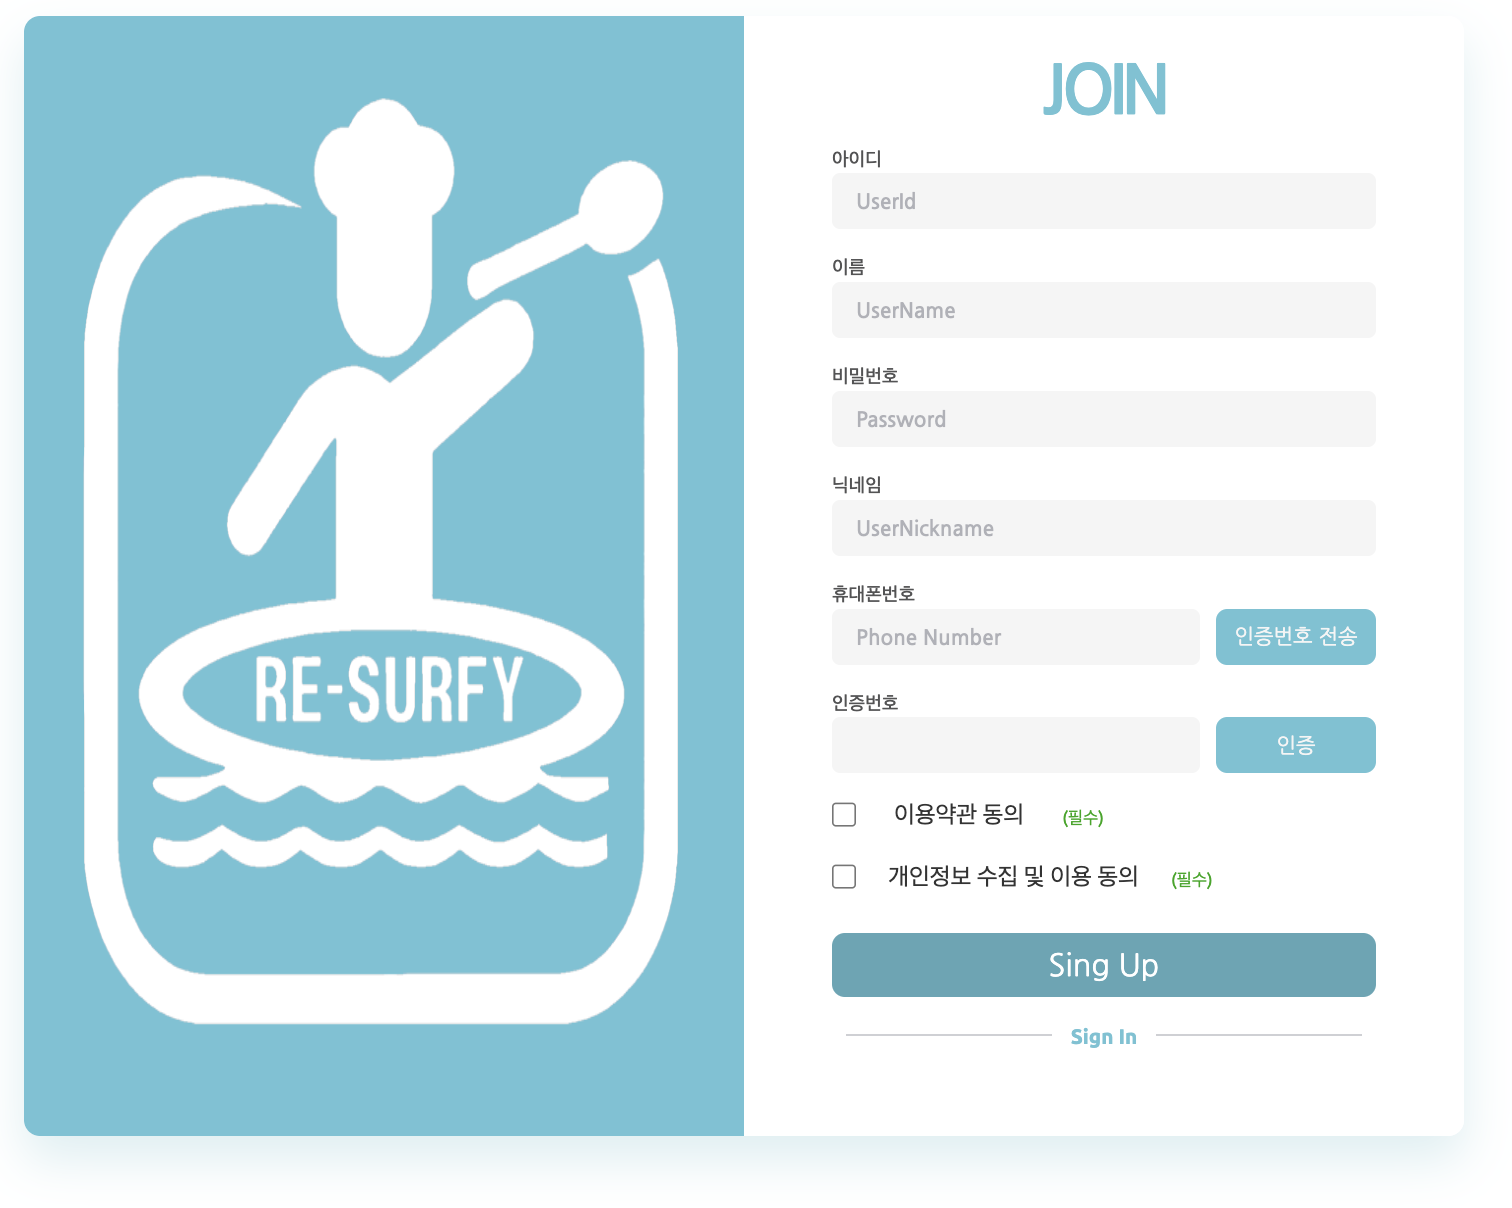 RE-SURFY
JOIN
아이디
UserId
이름
UserName
비밀번호
Password
닉네임
UserNickname
휴대폰번호
Phone Number
인증번호 전송
인증번호
인증
이용약관 동의 (필수)
개인정보 수집 및 이용 동의 (필수)
Sing Up
Sign In